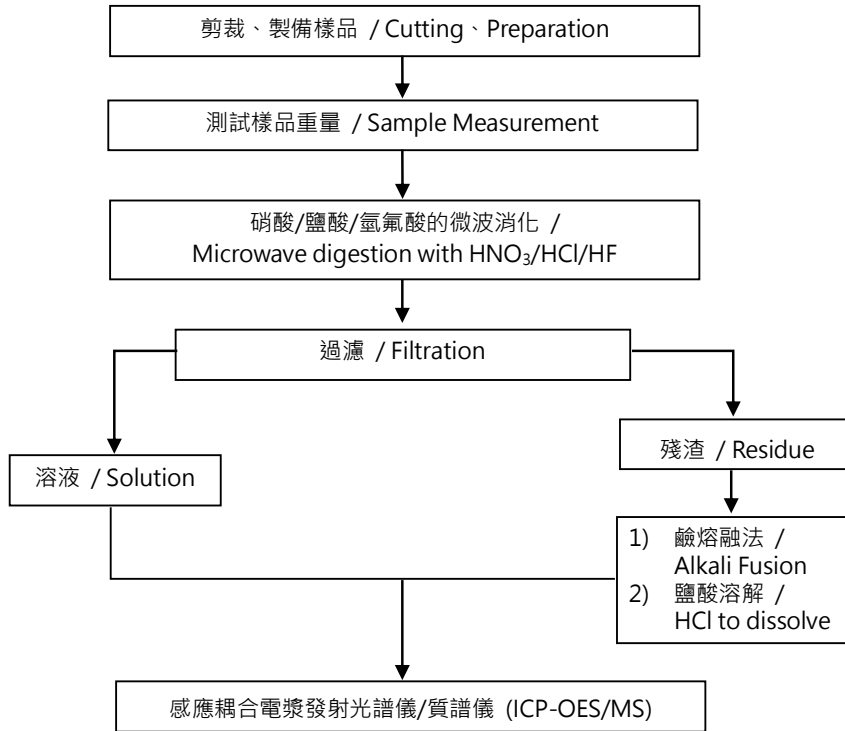 剪裁、製備樣品 / Cutting、Preparation
測試樣品重量 / Sample Measurement
硝酸/鹽酸/氫氟酸的微波消化 /
Microwave digestion with HNO₃/HCl/HF
過濾 / Filtration
溶液 / Solution
殘渣 / Residue
1) 鹼熔融法 /
Alkali Fusion
2) 鹽酸溶解 /
HCl to dissolve
感應耦合電漿發射光譜儀/質譜儀 (ICP-OES/MS)